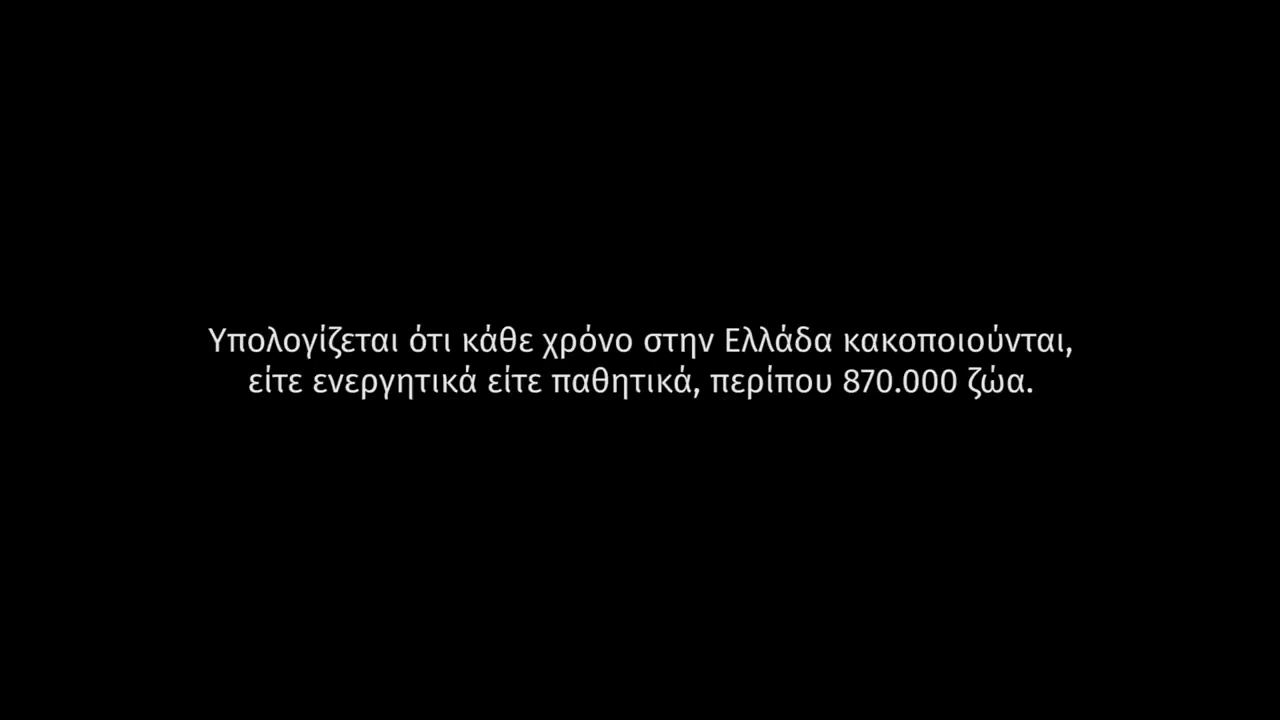 Υπολογίζεται ότι κάθε χρόνο στην Ελλάδα κακοποιούνται,
είτε ενεργητικά είτε παθητικά, περίπου 870.000 ζώα.